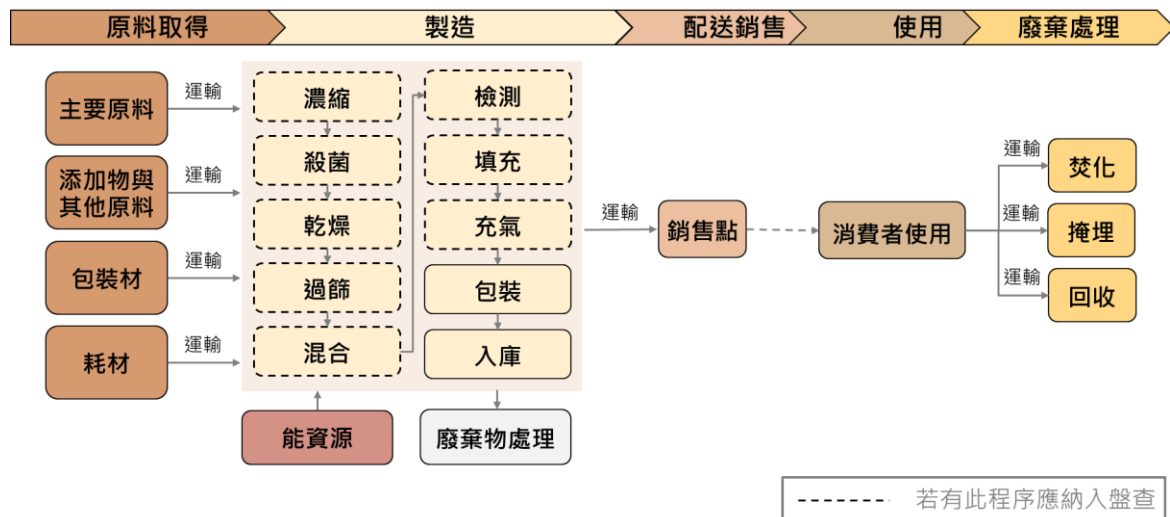 原料取得
製造
配送銷售
使用
廢棄處理
主要原料
運輸
添加物與
其他原料
運輸
包裝材
運輸
耗材
運輸
濃縮
殺菌
乾燥
過篩
混合
檢測
填充
充氣
包裝
入庫
能資源
廢棄物處理
運輸
銷售點
消費者使用
運輸
焚化
運輸
掩埋
運輸
回收
若有此程序應納入盤查